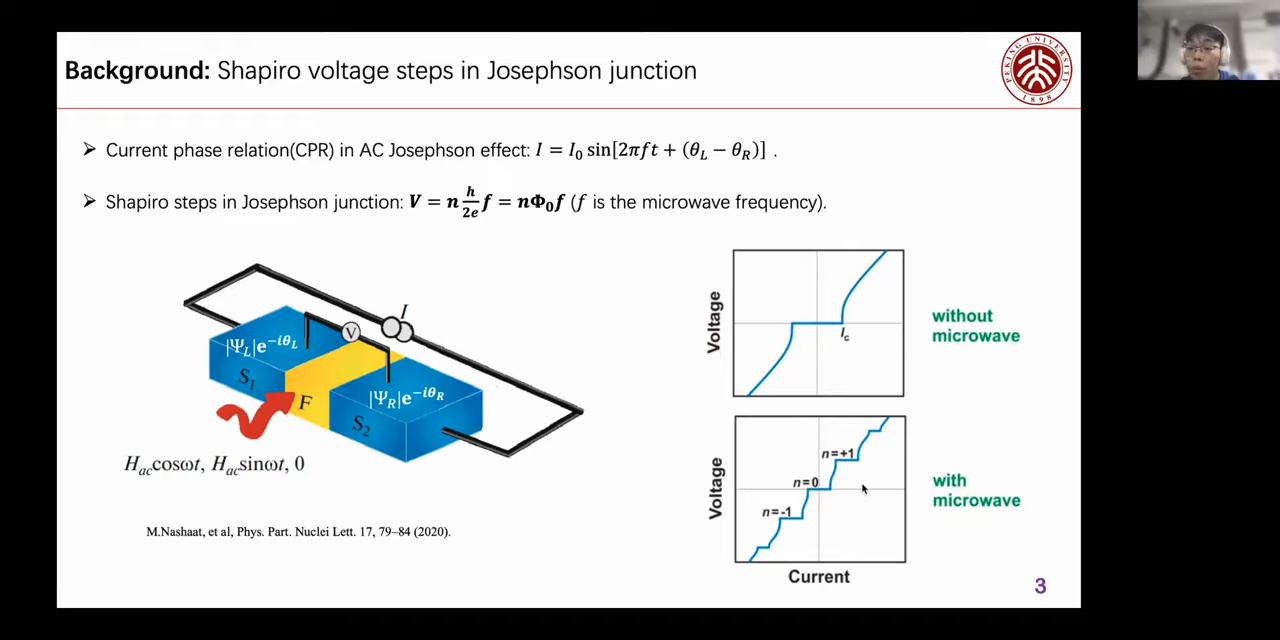 Background: Shapiro voltage steps in Josephson junction
PEKING UNIVERSITY
1898
➢ Current phase relation(CPR) in AC Josephson effect: I = I₀ sin[2πft + (θ_L − θ_R)] .
➢ Shapiro steps in Josephson junction: V = n h/2e f = nΦ₀f (f is the microwave frequency).
I
V
|Ψ_L|e^{−iθ_L}
S₁
F
|Ψ_R|e^{−iθ_R}
S₂
H_ac cosωt, H_ac sinωt, 0
M.Nashaat, et al, Phys. Part. Nuclei Lett. 17, 79–84 (2020).
Voltage
I_c
without
microwave
Voltage
n=+1
n=0
n=-1
with
microwave
Current
3